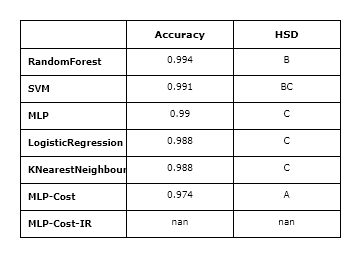 Accuracy HSD
RandomForest 0.994 B
SVM 0.991 BC
MLP 0.99 C
LogisticRegression 0.988 C
KNearestNeighbour 0.988 C
MLP-Cost 0.974 A
MLP-Cost-IR nan nan